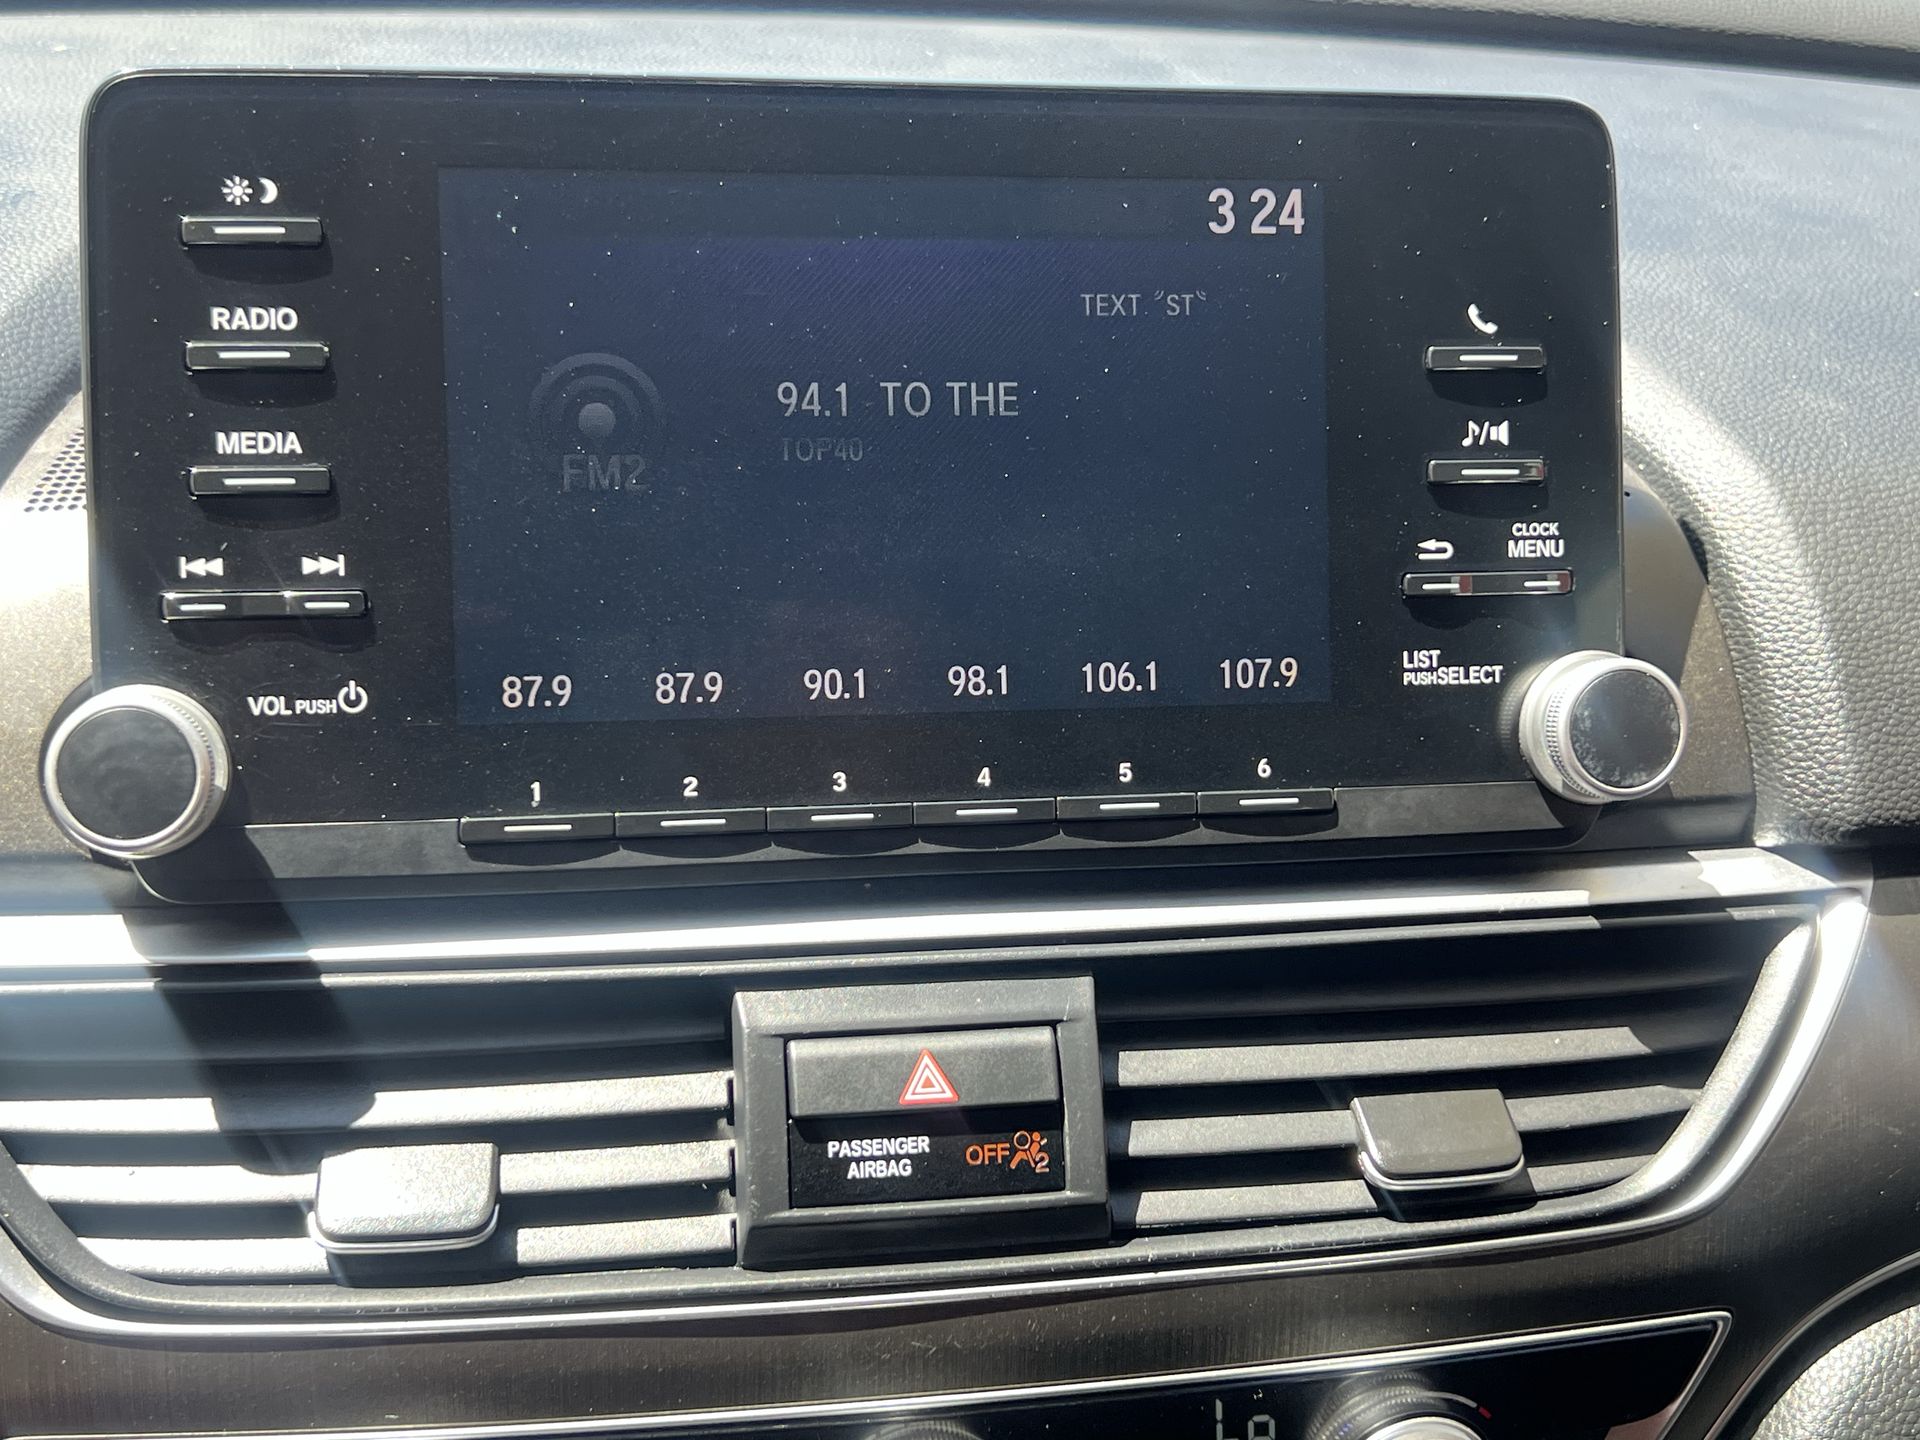 3 24
RADIO
TEXT "ST"
94.1 TO THE
TOP40
FM2
MEDIA
CLOCK
MENU
LIST
PUSH SELECT
VOL PUSH
87.9 87.9 90.1 98.1 106.1 107.9
1 2 3 4 5 6
PASSENGER
AIRBAG
OFF 2
Lo